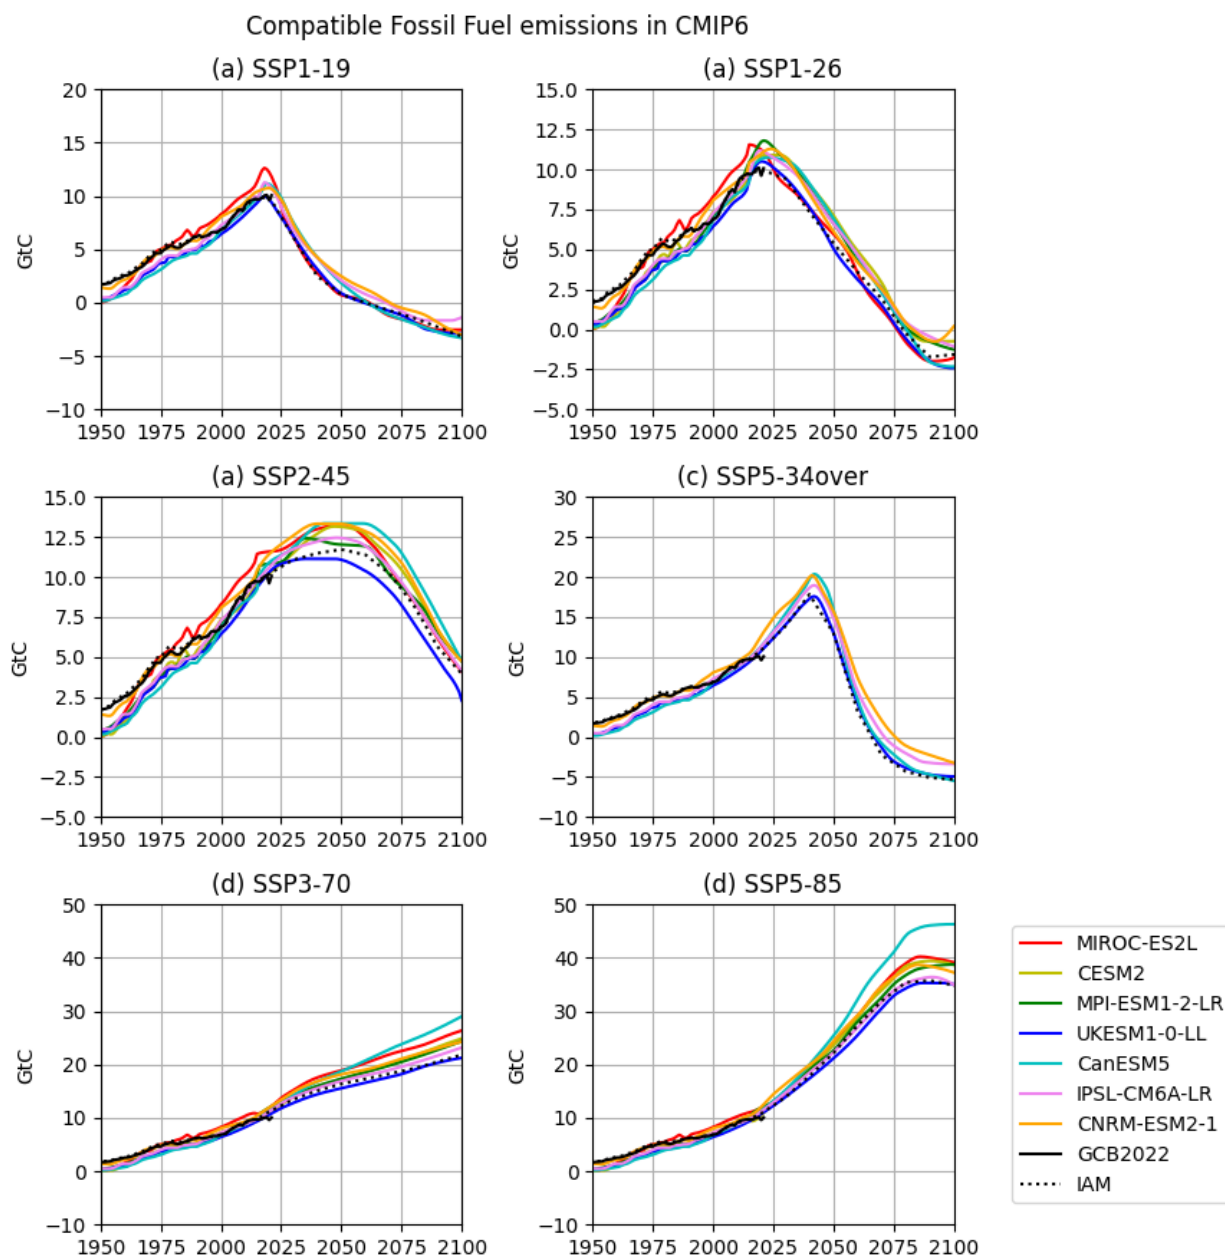 Compatible Fossil Fuel emissions in CMIP6
(a) SSP1-19
20
15
10
5
0
−5
−10
GtC
1950 1975 2000 2025 2050 2075 2100
(a) SSP1-26
15.0
12.5
10.0
7.5
5.0
2.5
0.0
−2.5
−5.0
GtC
1950 1975 2000 2025 2050 2075 2100
(a) SSP2-45
15.0
12.5
10.0
7.5
5.0
2.5
0.0
−2.5
−5.0
GtC
1950 1975 2000 2025 2050 2075 2100
(c) SSP5-34over
30
25
20
15
10
5
0
−5
−10
GtC
1950 1975 2000 2025 2050 2075 2100
(d) SSP3-70
50
40
30
20
10
0
−10
GtC
1950 1975 2000 2025 2050 2075 2100
(d) SSP5-85
50
40
30
20
10
0
−10
GtC
1950 1975 2000 2025 2050 2075 2100
MIROC-ES2L
CESM2
MPI-ESM1-2-LR
UKESM1-0-LL
CanESM5
IPSL-CM6A-LR
CNRM-ESM2-1
GCB2022
IAM